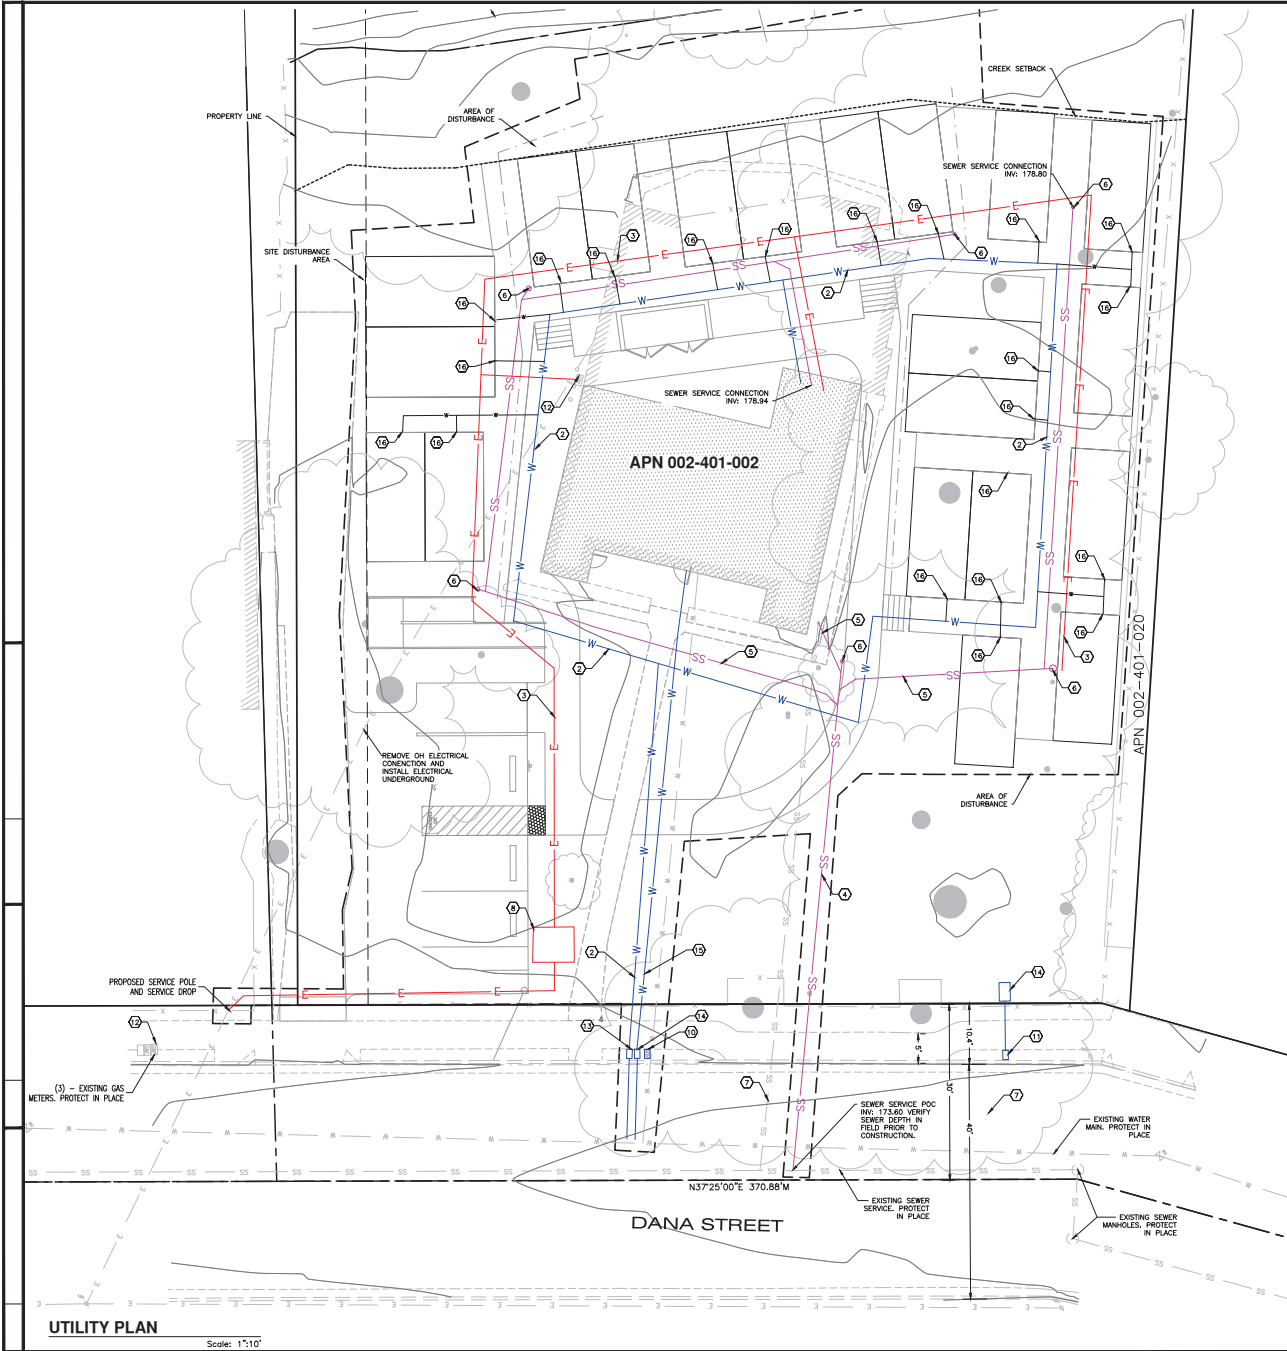 CREEK SETBACK
PROPERTY LINE
AREA OF
DISTURBANCE
SEWER SERVICE CONNECTION
INV: 178.80
SITE DISTURBANCE
AREA
SEWER SERVICE CONNECTION
INV: 178.94
APN 002-401-002
APN 002-401-020
REMOVE OH ELECTRICAL
CONENCTION AND
INSTALL ELECTRICAL
UNDERGROUND
AREA OF
DISTURBANCE
PROPOSED SERVICE POLE
AND SERVICE DROP
(3) - EXISTING GAS
METERS. PROTECT IN PLACE
10.4'
5'
30'
40'
SEWER SERVICE POC
INV: 173.60 VERIFY
SEWER DEPTH IN
FIELD PRIOR TO
CONSTRUCTION.
EXISTING WATER
MAIN. PROTECT IN
PLACE
N37°25'00"E 370.88'M
EXISTING SEWER
SERVICE. PROTECT
IN PLACE
EXISTING SEWER
MANHOLES. PROTECT
IN PLACE
DANA STREET
UTILITY PLAN
Scale: 1":10'